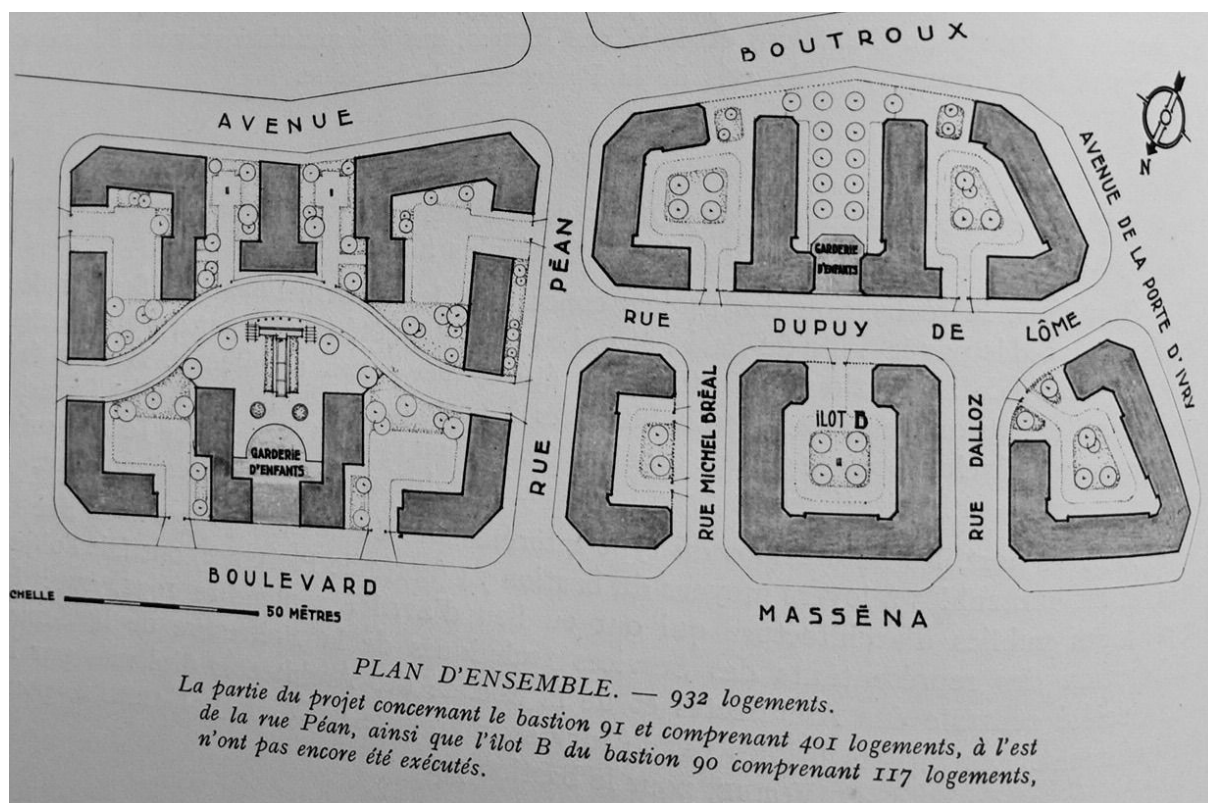 BOUTROUX
AVENUE
AVENUE DE LA PORTE D'IVRY
N
PÉAN
GARDERIE
D'ENFANTS
RUE DUPUY DE LÔME
RUE
RUE MICHEL BRÉAL
ILOT B
RUE DALLOZ
GARDERIE
D'ENFANTS
BOULEVARD
MASSÉNA
CHELLE 50 MÈTRES
PLAN D'ENSEMBLE. — 932 logements.
La partie du projet concernant le bastion 91 et comprenant 401 logements, à l'est
de la rue Péan, ainsi que l'îlot B du bastion 90 comprenant 117 logements,
n'ont pas encore été exécutés.